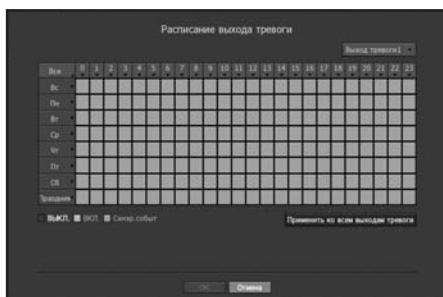 Расписание выхода тревоги
Выход тревоги1
Все 0 1 2 3 4 5 6 7 8 9 10 11 12 13 14 15 16 17 18 19 20 21 22 23
Вс
Пн
Вт
Ср
Чт
Пт
Сб
Праздник
ВЫКЛ. ВКЛ. Синхр.событ
Применить ко всем выходам тревоги
OK Отмена